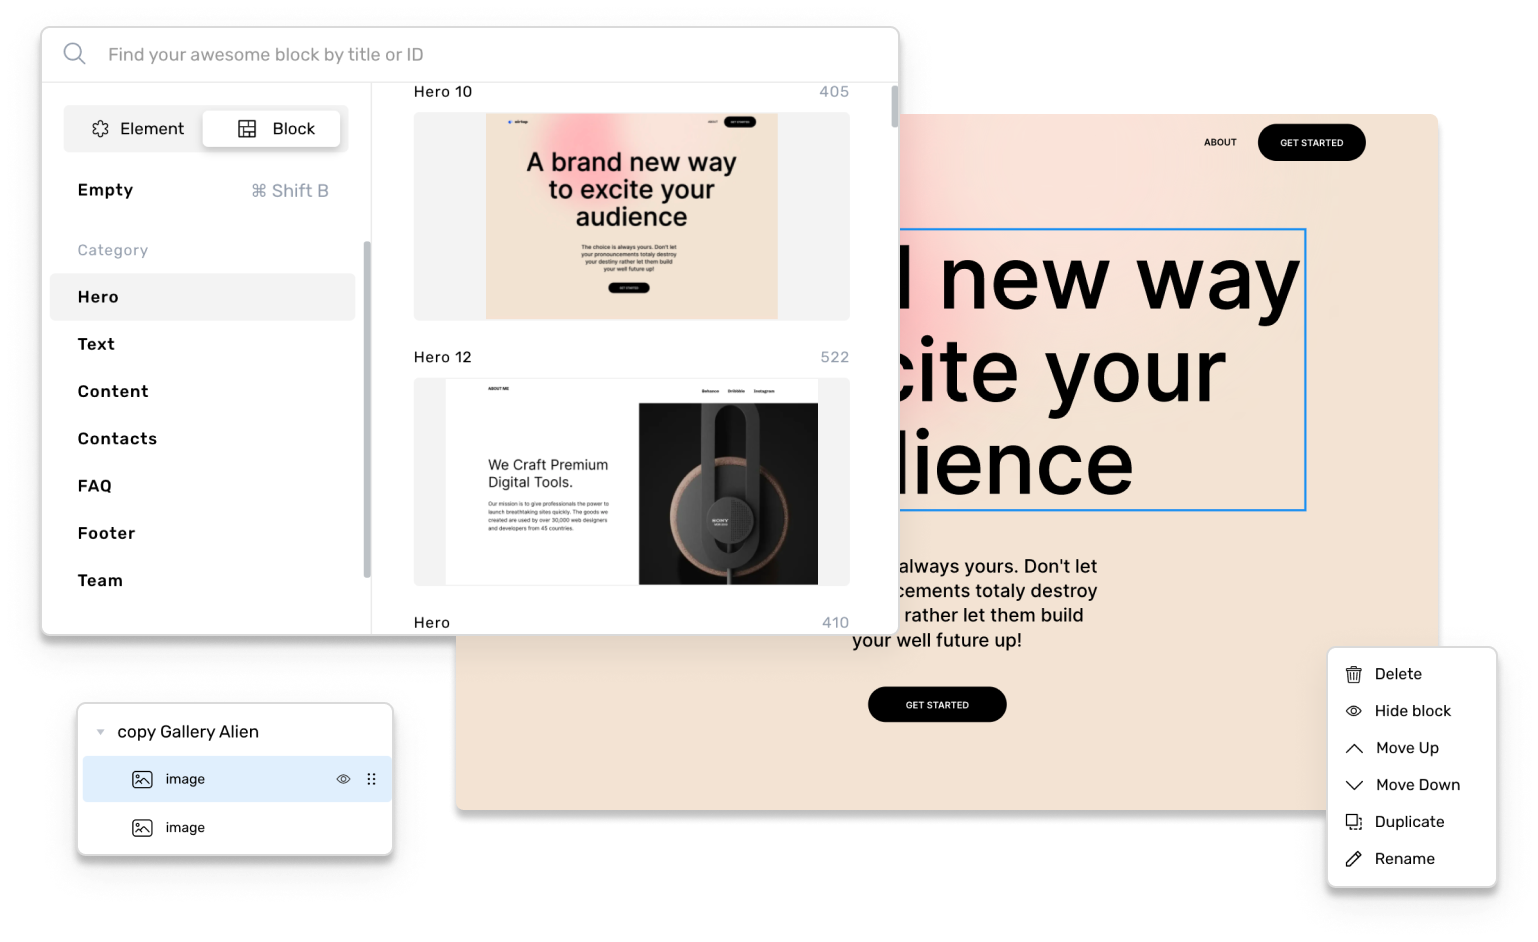 Find your awesome block by title or ID
Element
Block
Empty
⌘ Shift B
Category
Hero
Text
Content
Contacts
FAQ
Footer
Team
Hero 10
405
ABOUT
GET STARTED
A brand new way
to excite your
audience
The choice is always yours. Don't let
your pronouncements totaly destroy
your destiny rather let them build
your well future up!
GET STARTED
Hero 12
522
ABOUT ME
Behance Dribbble Instagram
We Craft Premium
Digital Tools.
Our mission is to give professionals the power to
launch breathtaking sites quickly. The goods we
created are used by over 30,000 web designers
and developers from 45 countries.
SONY
Hero
410
ABOUT
GET STARTED
new way
cite your
lience
always yours. Don't let
cements totaly destroy
rather let them build
your well future up!
GET STARTED
copy Gallery Alien
image
image
Delete
Hide block
Move Up
Move Down
Duplicate
Rename